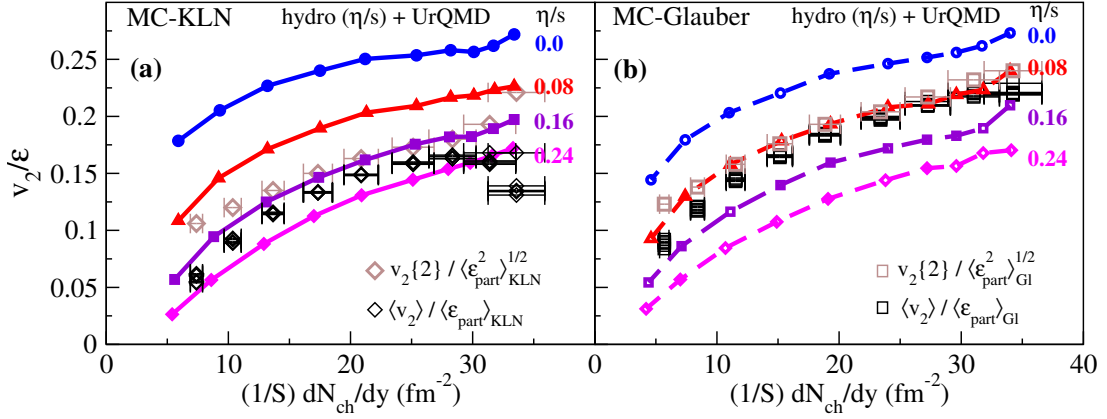 MC-KLN hydro (η/s) + UrQMD η/s
0.0
(a)
0.08
0.16
0.24
v₂{2} / ⟨ε²part⟩^1/2 KLN
⟨v₂⟩ / ⟨εpart⟩KLN
MC-Glauber hydro (η/s) + UrQMD η/s
0.0
(b)
0.08
0.16
0.24
v₂{2} / ⟨ε²part⟩^1/2 Gl
⟨v₂⟩ / ⟨εpart⟩Gl
v₂/ε
0.25
0.2
0.15
0.1
0.05
0
0 10 20 30 0 10 20 30 40
(1/S) dNch/dy (fm⁻²) (1/S) dNch/dy (fm⁻²)